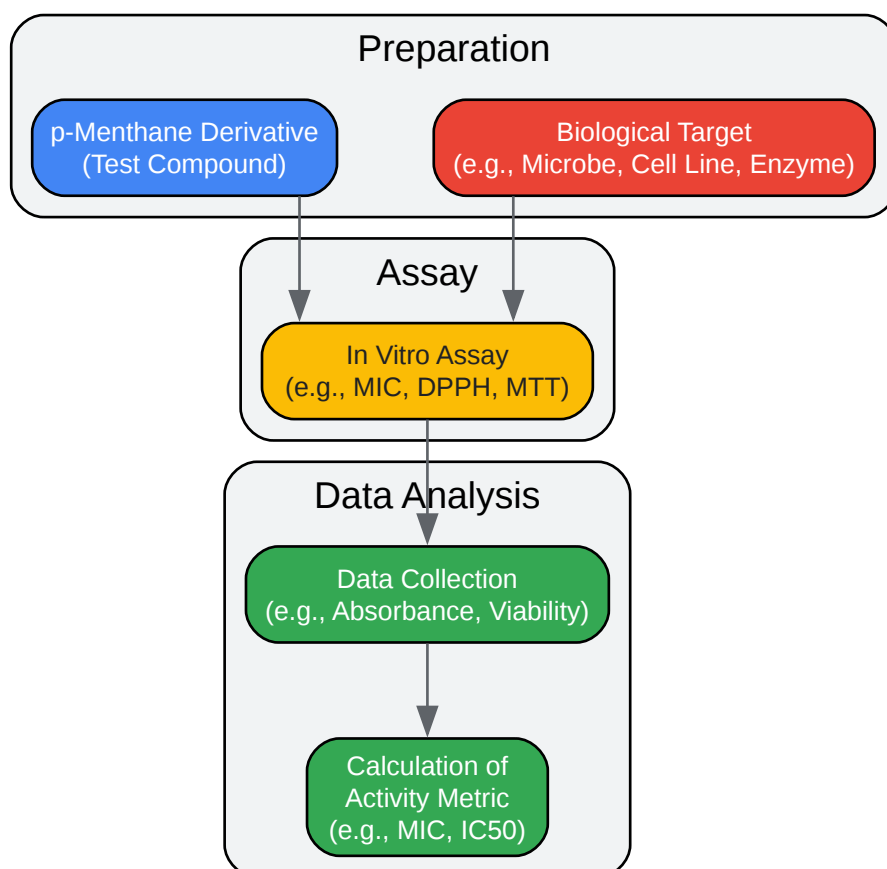 Preparation
p-Menthane Derivative
(Test Compound)
Biological Target
(e.g., Microbe, Cell Line, Enzyme)
Assay
In Vitro Assay
(e.g., MIC, DPPH, MTT)
Data Analysis
Data Collection
(e.g., Absorbance, Viability)
Calculation of
Activity Metric
(e.g., MIC, IC50)